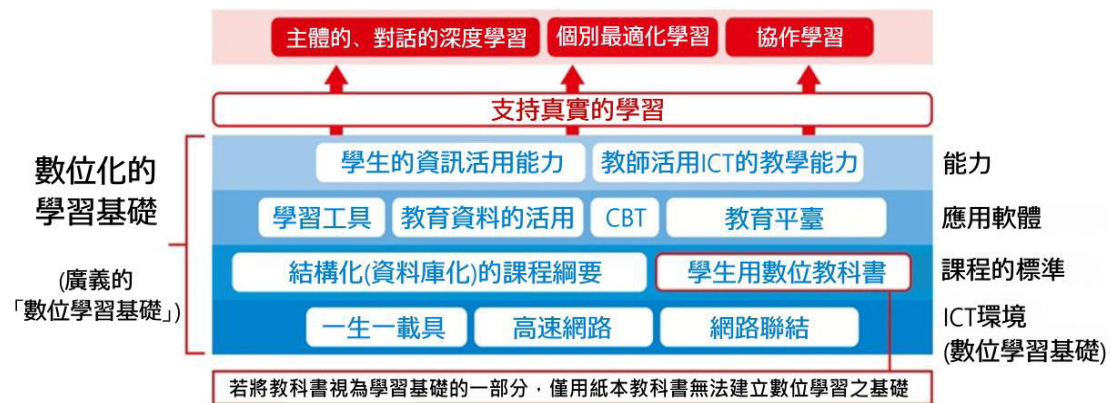 主體的、對話的深度學習 個別最適化學習 協作學習
支持真實的學習
數位化的
學習基礎
(廣義的
「數位學習基礎」)
學生的資訊活用能力 教師活用ICT的教學能力 能力
學習工具 教育資料的活用 CBT 教育平臺 應用軟體
結構化(資料庫化)的課程綱要 學生用數位教科書 課程的標準
一生一載具 高速網路 網路聯結 ICT環境
(數位學習基礎)
若將教科書視為學習基礎的一部分，僅用紙本教科書無法建立數位學習之基礎